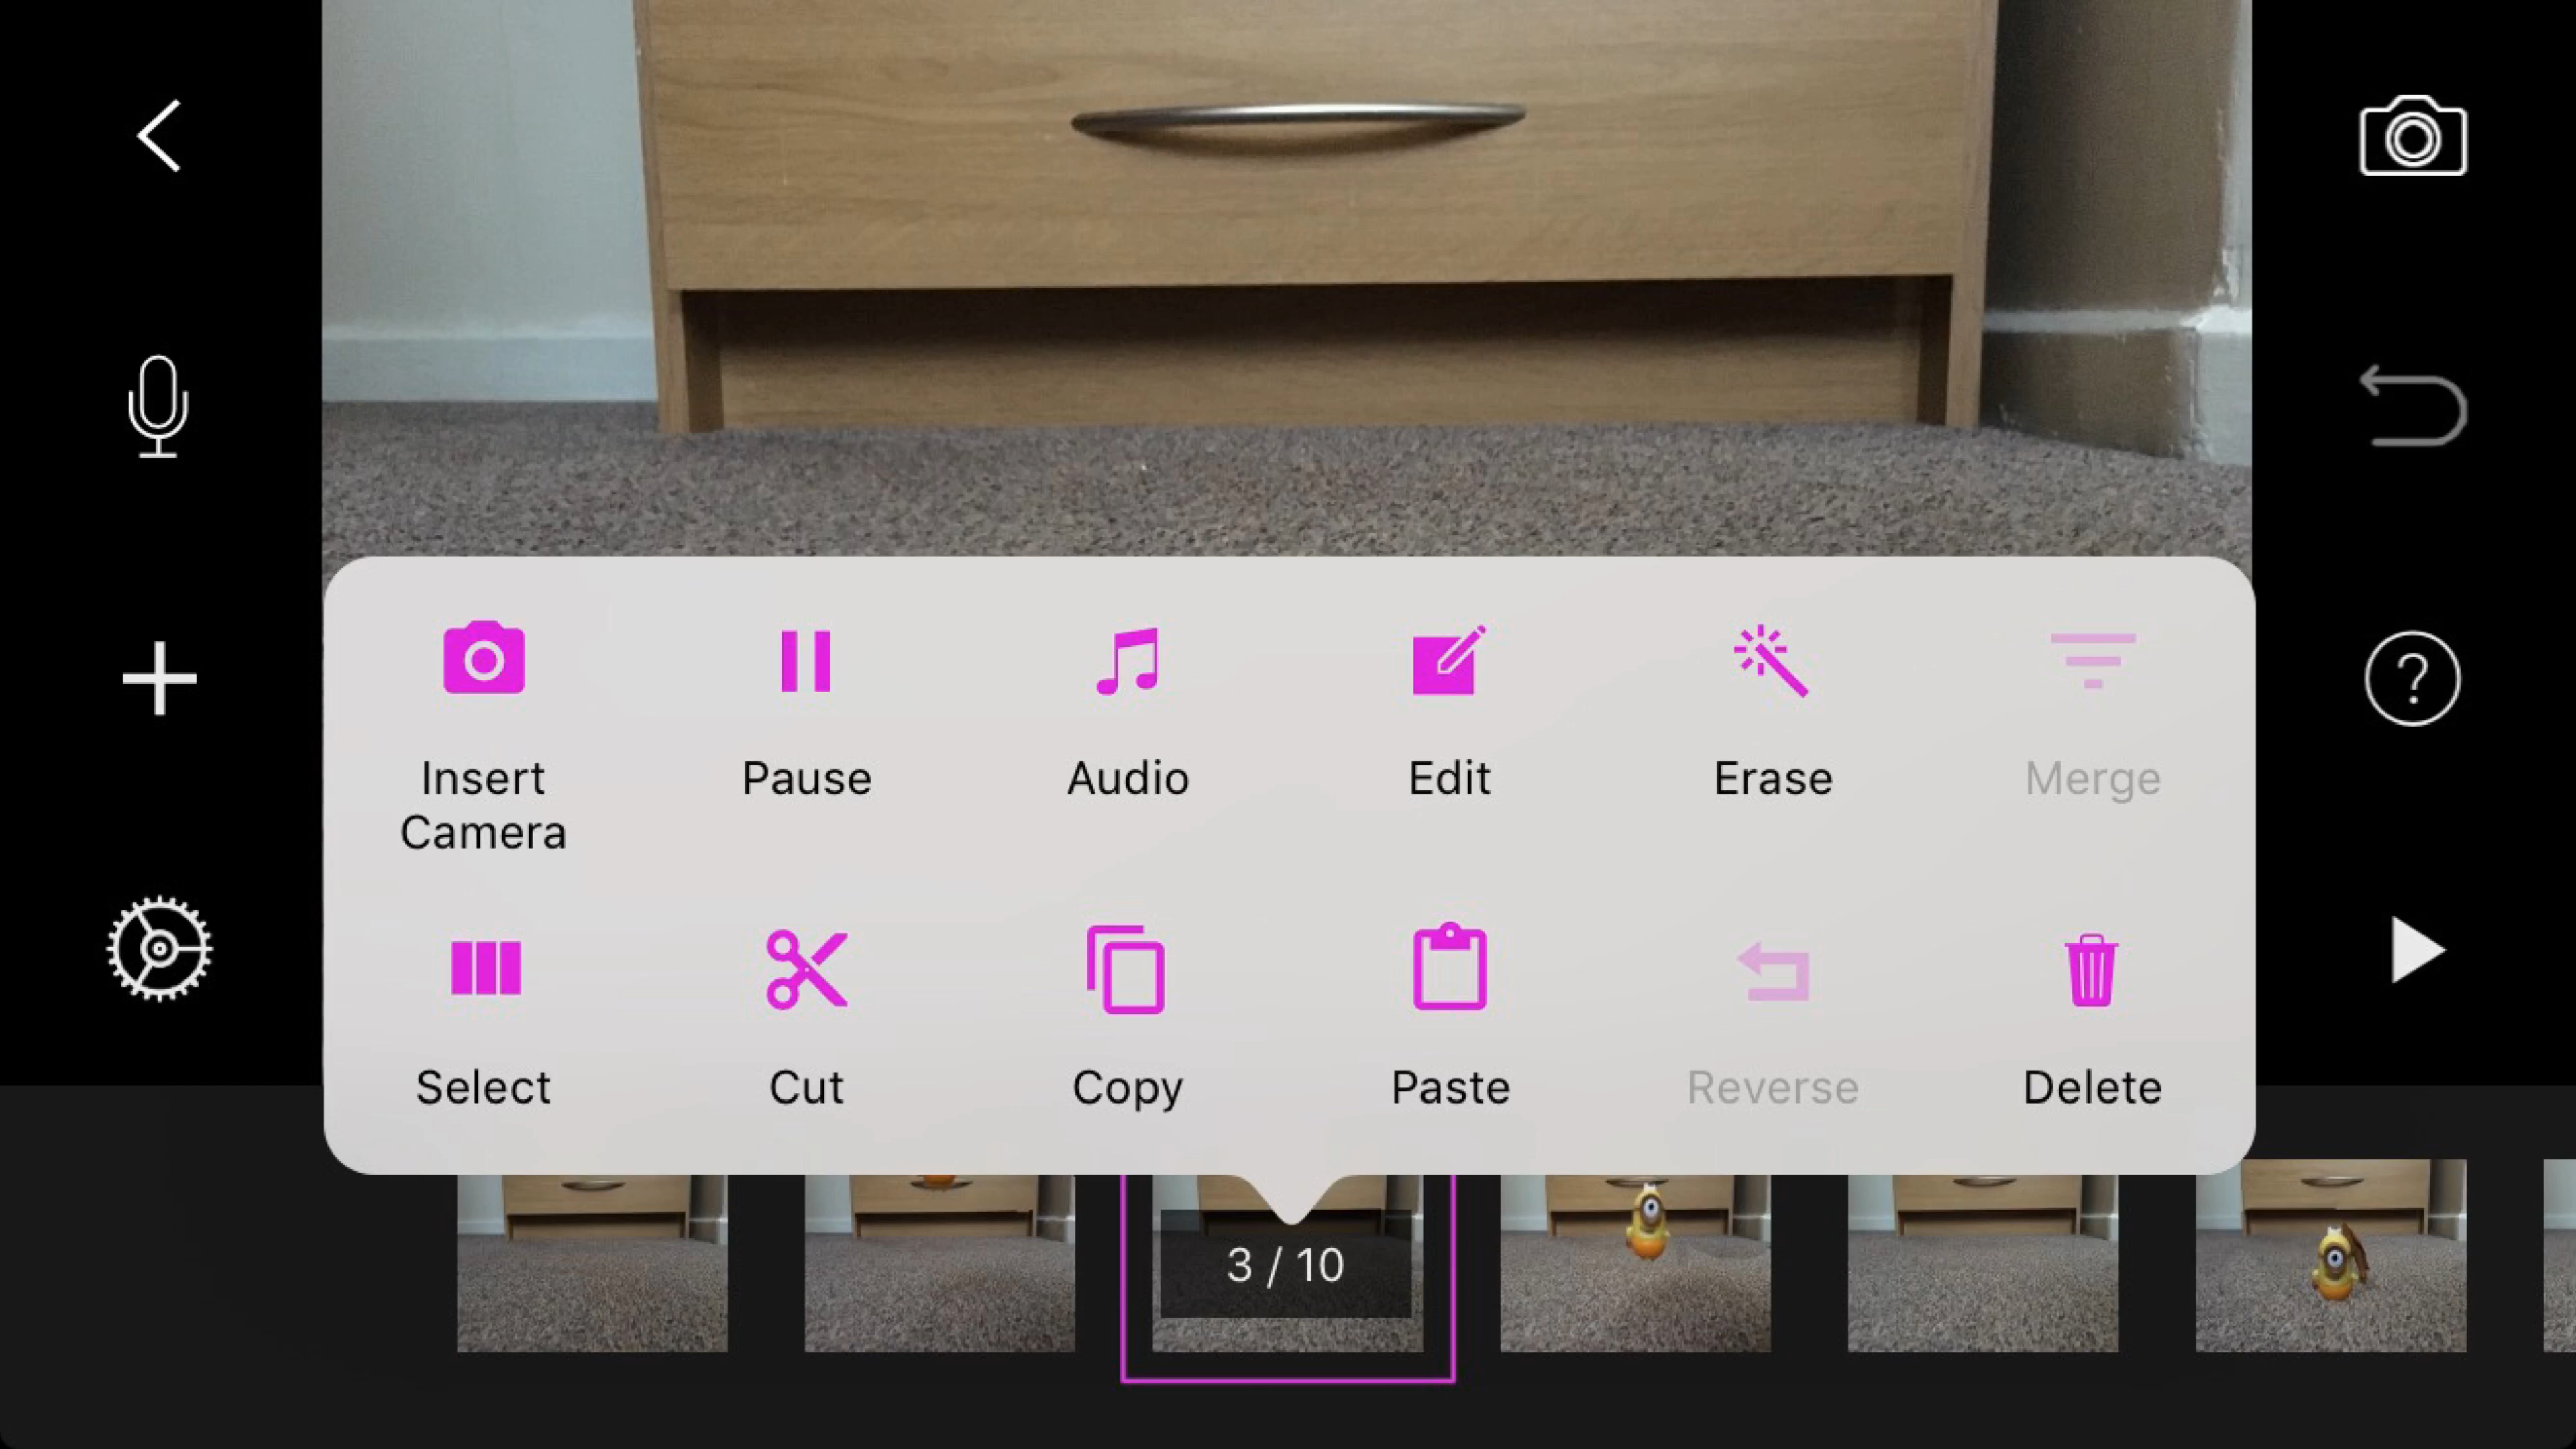 Insert
Camera
Pause
Audio
Edit
Erase
Merge
Select
Cut
Copy
Paste
Reverse
Delete
3 / 10